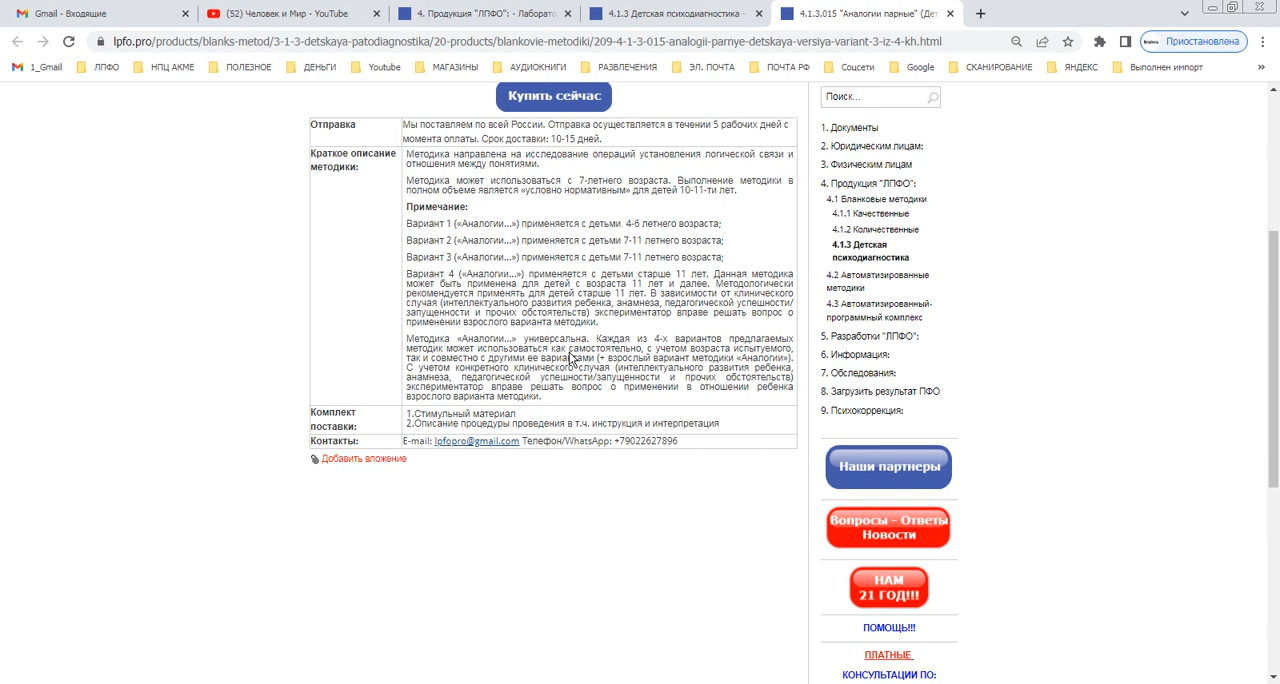 Gmail - Входящие
(52) Человек и Мир - YouTube
4. Продукция "ЛПФО": - Лаборато
4.1.3 Детская психодиагностика -
4.1.3.015 "Аналогии парные" (Дет
lpfo.pro/products/blanks-metod/3-1-3-detskaya-patodiagnostika/20-products/blankovie-metodiki/209-4-1-3-015-analogii-parnye-detskaya-versiya-variant-3-iz-4-kh.html
Приостановлена
1_Gmail
ЛПФО
НПЦ АКМЕ
ПОЛЕЗНОЕ
ДЕНЬГИ
Youtube
МАГАЗИНЫ
АУДИОКНИГИ
РАЗВЛЕЧЕНИЯ
ЭЛ. ПОЧТА
ПОЧТА РФ
Соцсети
Google
СКАНИРОВАНИЕ
ЯНДЕКС
Выполнен импорт
»
Купить сейчас
Отправка
Мы поставляем по всей России. Отправка осуществляется в течении 5 рабочих дней с
момента оплаты. Срок доставки: 10-15 дней.
Краткое описание
методики:
Методика направлена на исследование операций установления логической связи и
отношения между понятиями.
Методика может использоваться с 7-летнего возраста. Выполнение методики в
полном объеме является «условно нормативным» для детей 10-11-ти лет.
Примечание:
Вариант 1 («Аналогии...») применяется с детьми 4-6 летнего возраста;
Вариант 2 («Аналогии...») применяется с детьми 7-11 летнего возраста;
Вариант 3 («Аналогии...») применяется с детьми 7-11 летнего возраста;
Вариант 4 («Аналогии...») применяется с детьми старше 11 лет. Данная методика
может быть применена для детей с возраста 11 лет и далее. Методологически
рекомендуется применять для детей старше 11 лет. В зависимости от клинического
случая (интеллектуального развития ребенка, анамнеза, педагогической успешности/
запущенности и прочих обстоятельств) экспериментатор вправе решать вопрос о
применении взрослого варианта методики.
Методика «Аналогии...» универсальна. Каждая из 4-х вариантов предлагаемых
методик может использоваться как самостоятельно, с учетом возраста испытуемого,
так и совместно с другими ее вариантами (+ взрослый вариант методики «Аналогии»).
С учетом конкретного клинического случая (интеллектуального развития ребенка,
анамнеза, педагогической успешности/запущенности и прочих обстоятельств)
экспериментатор вправе решать вопрос о применении в отношении ребенка
взрослого варианта методики.
Комплект
поставки:
1.Стимульный материал
2.Описание процедуры проведения в т.ч. инструкция и интерпретация
Контакты:
E-mail: lpfopro@gmail.com Телефон/WhatsApp: +79022627896
Добавить вложение
Поиск...
1. Документы
2. Юридическим лицам:
3. Физическим лицам
4. Продукция "ЛПФО":
4.1 Бланковые методики
4.1.1 Качественные
4.1.2 Количественные
4.1.3 Детская
психодиагностика
4.2 Автоматизированные
методики
4.3 Автоматизированный-
программный комплекс
5. Разработки "ЛПФО":
6. Информация:
7. Обследования:
8. Загрузить результат ПФО
9. Психокоррекция:
Наши партнеры
Вопросы - Ответы
Новости
НАМ
21 ГОД!!!
ПОМОЩЬ!!!
ПЛАТНЫЕ
КОНСУЛЬТАЦИИ ПО: